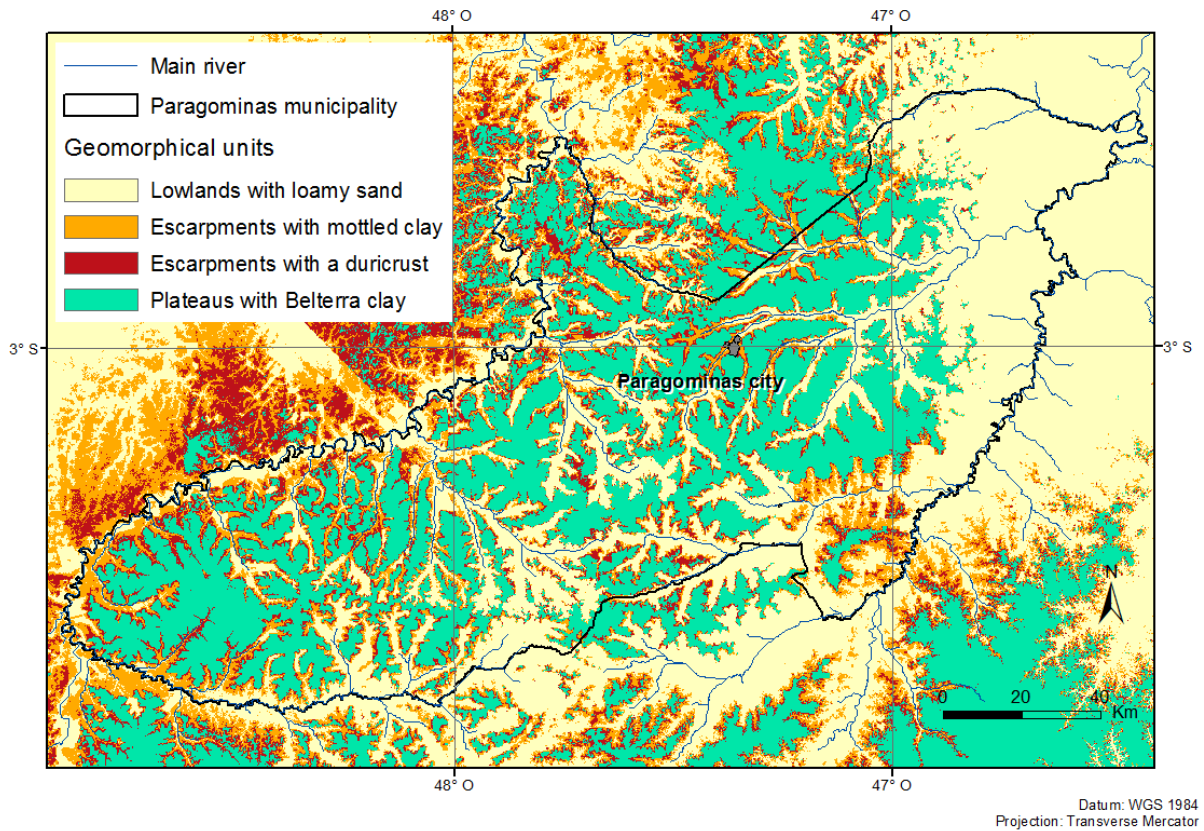 48° O
47° O
Main river
Paragominas municipality
Geomorphical units
Lowlands with loamy sand
Escarpments with mottled clay
Escarpments with a duricrust
Plateaus with Belterra clay
3° S
3° S
Paragominas city
N
0 20 40
Km
48° O
47° O
Datum: WGS 1984
Projection: Transverse Mercator